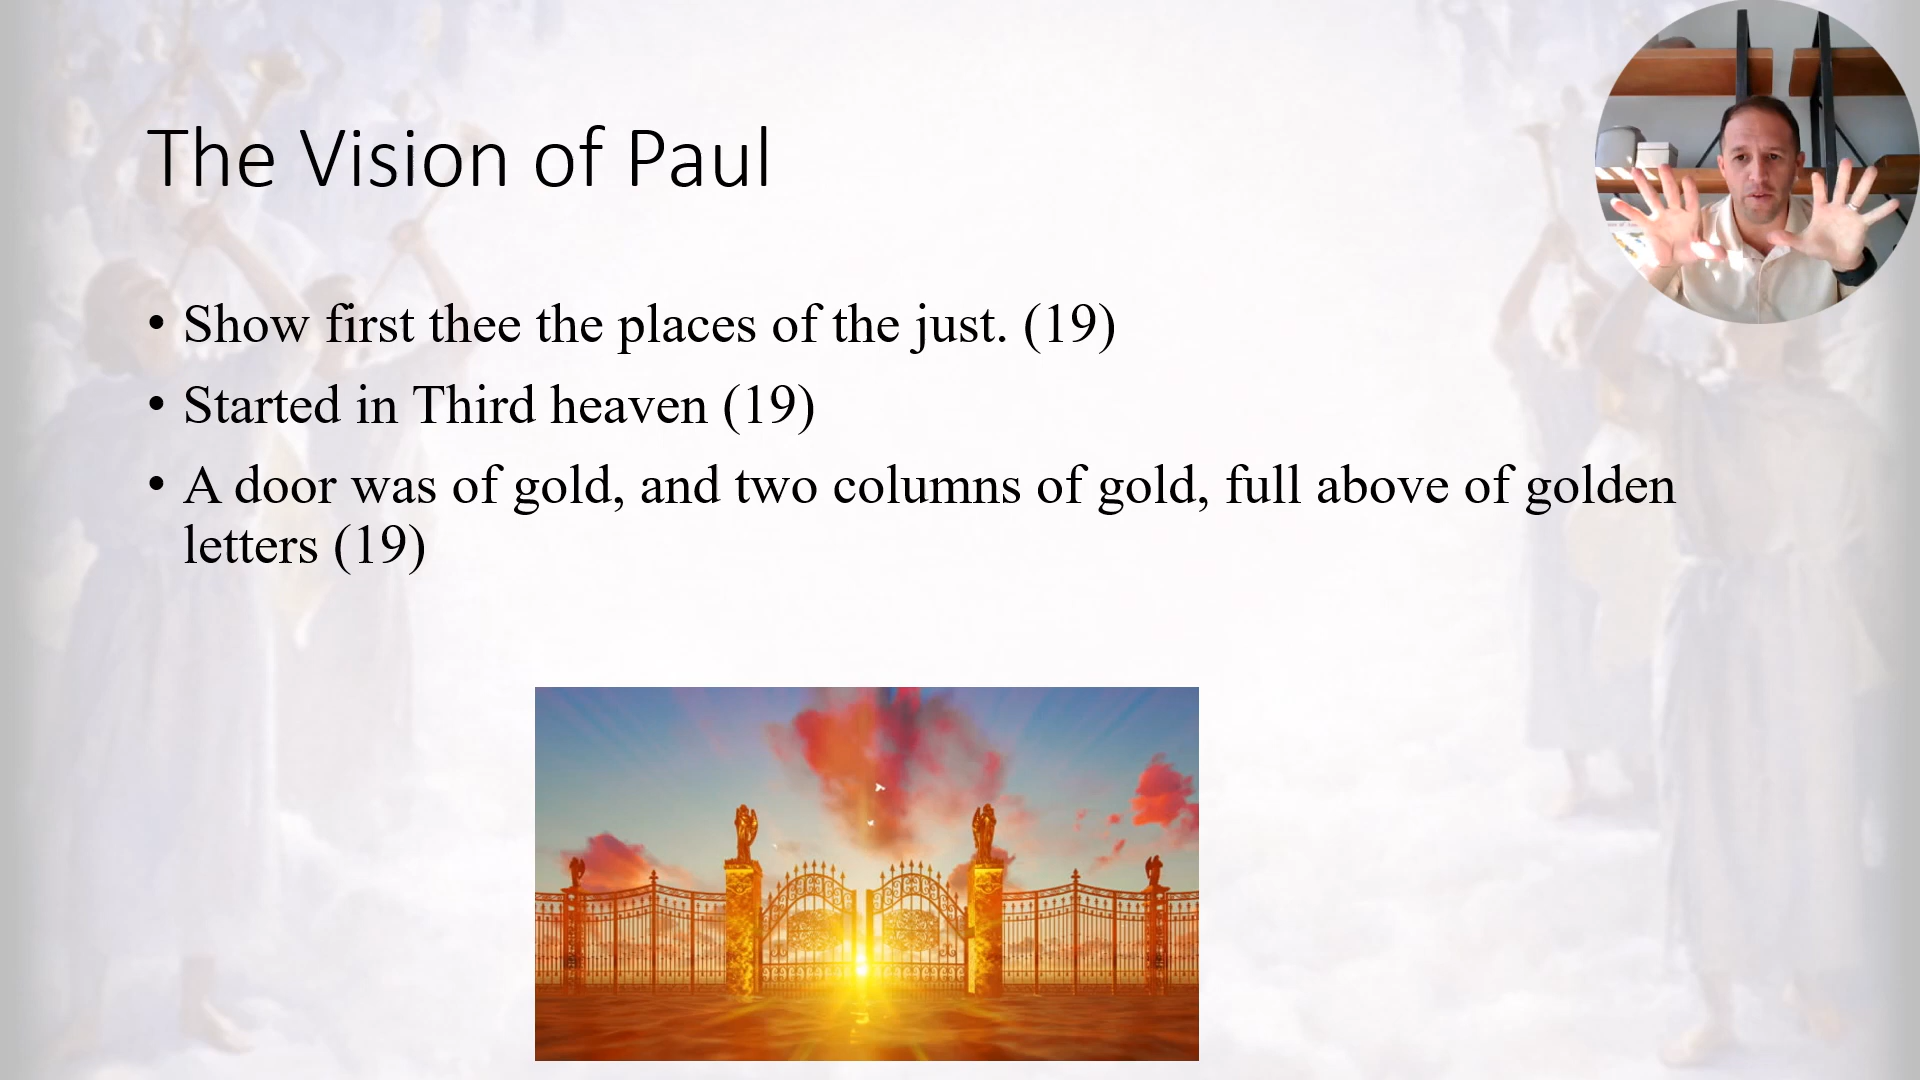 The Vision of Paul
• Show first thee the places of the just. (19)
• Started in Third heaven (19)
• A door was of gold, and two columns of gold, full above of golden
letters (19)